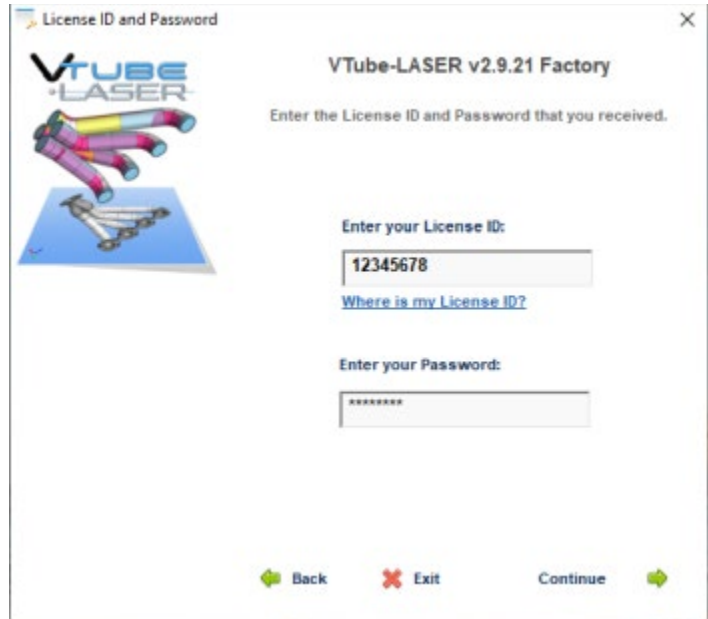 License ID and Password
VTUBE
•LASER
VTube-LASER v2.9.21 Factory
Enter the License ID and Password that you received.
Enter your License ID:
12345678
Where is my License ID?
Enter your Password:
********
Back Exit Continue